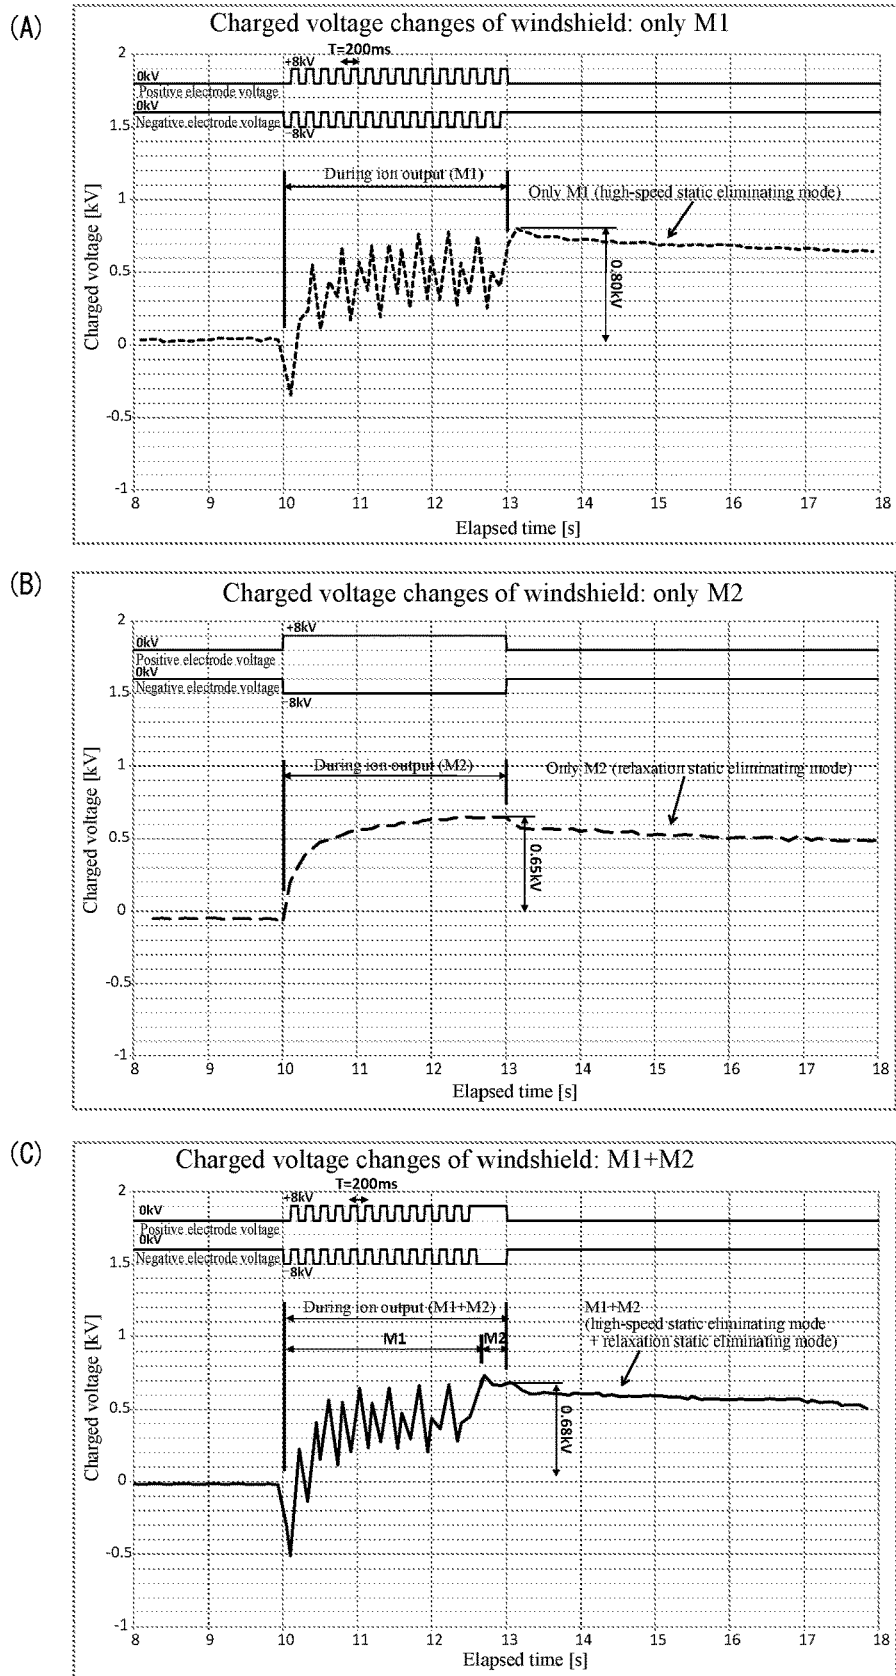 (A)
Charged voltage changes of windshield: only M1
T=200ms
2
+8kV
0kV
Positive electrode voltage
0kV
Negative electrode voltage
1.5
−8kV
During ion output (M1)
Only M1 (high-speed static eliminating mode)
1
0.5
0.80kV
0
-0.5
-1
Charged voltage [kV]
8 9 10 11 12 13 14 15 16 17 18
Elapsed time [s]
(B)
Charged voltage changes of windshield: only M2
2
+8kV
0kV
Positive electrode voltage
0kV
Negative electrode voltage
1.5
−8kV
During ion output (M2)
Only M2 (relaxation static eliminating mode)
1
0.5
0.65kV
0
-0.5
-1
Charged voltage [kV]
8 9 10 11 12 13 14 15 16 17 18
Elapsed time [s]
(C)
Charged voltage changes of windshield: M1+M2
T=200ms
2
+8kV
0kV
Positive electrode voltage
0kV
Negative electrode voltage
1.5
−8kV
During ion output (M1+M2)
M1+M2
(high-speed static eliminating mode
+ relaxation static eliminating mode)
1
M1 M2
0.5
0.68kV
0
-0.5
-1
Charged voltage [kV]
8 9 10 11 12 13 14 15 16 17 18
Elapsed time [s]